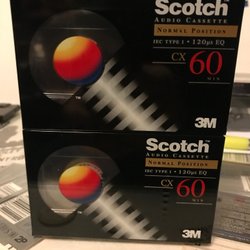 Scotch
AUDIO CASSETTE
NORMAL POSITION
IEC TYPE I • 120µs EQ
CX 60
MIN
3M
Scotch
AUDIO CASSETTE
NORMAL POSITION
IEC TYPE I • 120µs EQ
CX 60
MIN
3M